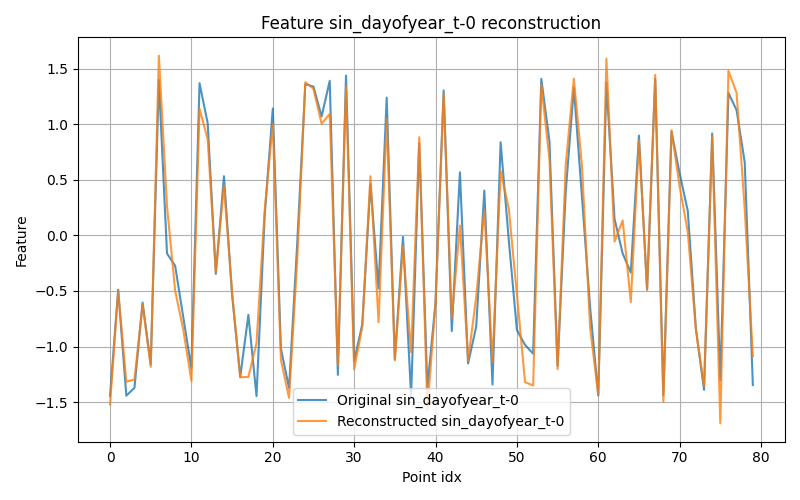 Feature sin_dayofyear_t-0 reconstruction
Feature
1.5
1.0
0.5
0.0
−0.5
−1.0
−1.5
Original sin_dayofyear_t-0
Reconstructed sin_dayofyear_t-0
0 10 20 30 40 50 60 70 80
Point idx